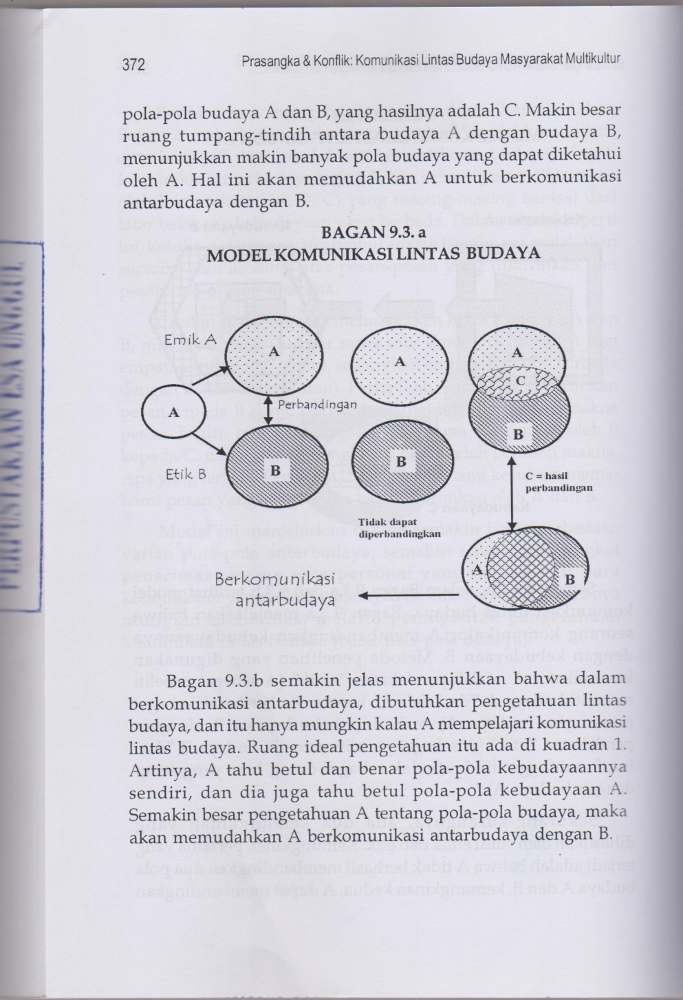 372
Prasangka & Konflik: Komunikasi Lintas Budaya Masyarakat Multikultur
pola-pola budaya A dan B, yang hasilnya adalah C. Makin besar
ruang tumpang-tindih antara budaya A dengan budaya B,
menunjukkan makin banyak pola budaya yang dapat diketahui
oleh A. Hal ini akan memudahkan A untuk berkomunikasi
antarbudaya dengan B.
BAGAN 9.3. a
MODEL KOMUNIKASI LINTAS BUDAYA
Emik A
A
A
A
C
A
Perbandingan
B
Etik B
B
B
C = hasil
perbandingan
Tidak dapat
diperbandingkan
A
B
Berkomunikasi
antarbudaya
Bagan 9.3.b semakin jelas menunjukkan bahwa dalam
berkomunikasi antarbudaya, dibutuhkan pengetahuan lintas
budaya, dan itu hanya mungkin kalau A mempelajari komunikasi
lintas budaya. Ruang ideal pengetahuan itu ada di kuadran 1.
Artinya, A tahu betul dan benar pola-pola kebudayaannya
sendiri, dan dia juga tahu betul pola-pola kebudayaan A.
Semakin besar pengetahuan A tentang pola-pola budaya, maka
akan memudahkan A berkomunikasi antarbudaya dengan B.